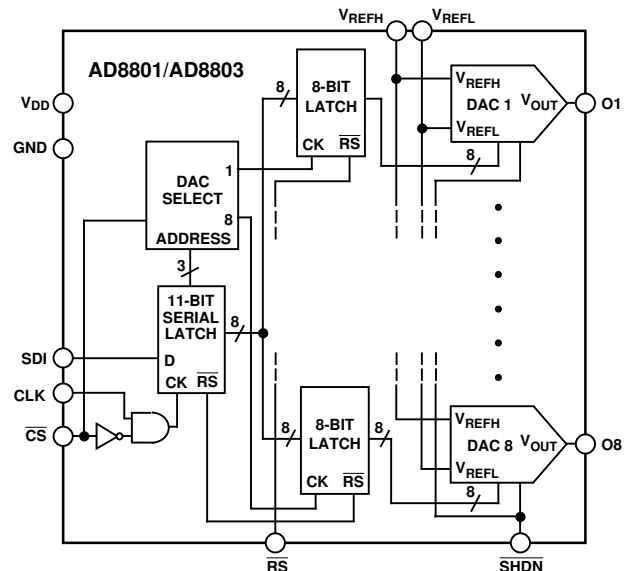 VREFH VREFL
AD8801/AD8803
VDD
GND
8
8-BIT
LATCH
CK RS
VREFH
DAC 1 VOUT
VREFL
O1
8
DAC
SELECT
1
8
ADDRESS
3
11-BIT
SERIAL
LATCH
8
SDI
D
CLK
CK RS
CS
8
8-BIT
LATCH
8
CK RS
VREFH
DAC 8 VOUT
VREFL
O8
8
RS
SHDN